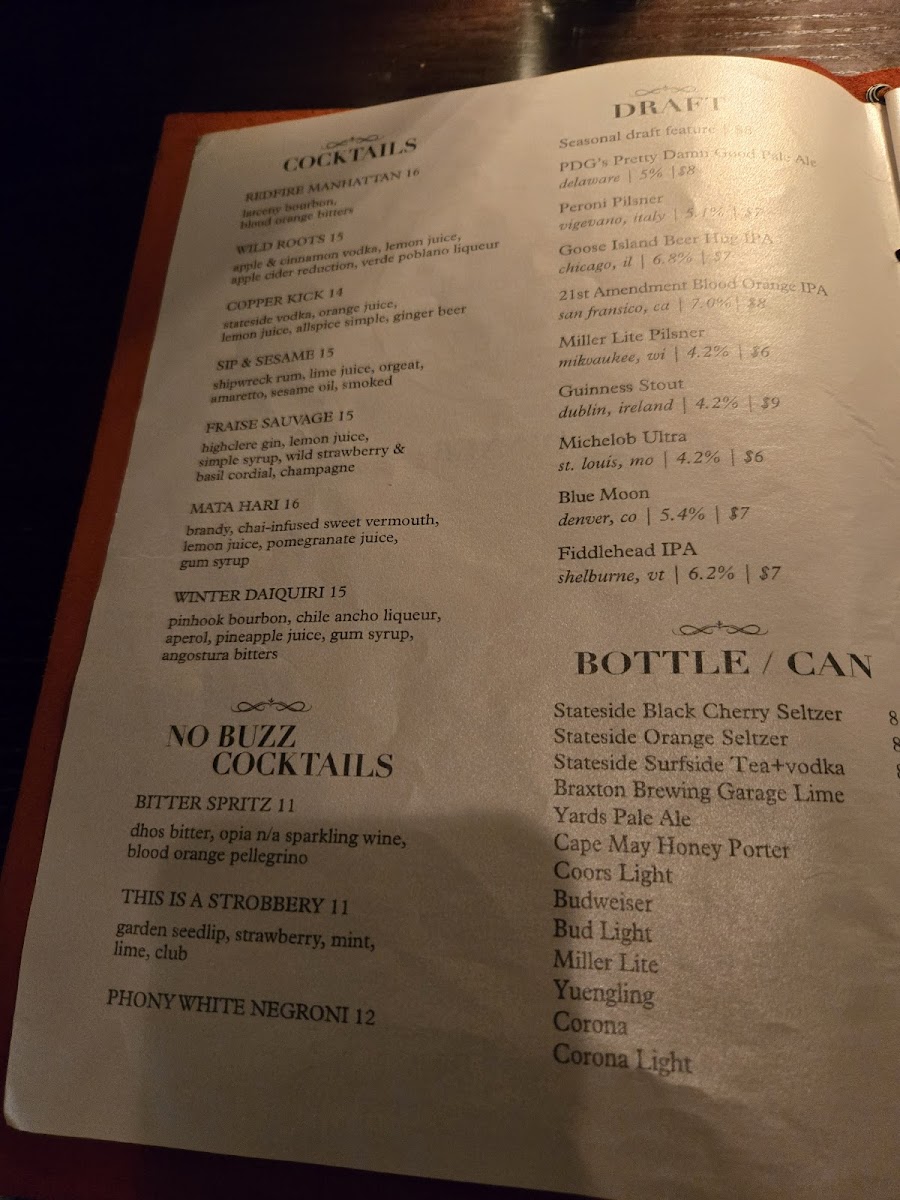 COCKTAILS
REDFIRE MANHATTAN 16
larceny bourbon,
blood orange bitters
WILD ROOTS 15
apple & cinnamon vodka, lemon juice,
apple cider reduction, verde poblano liqueur
COPPER KICK 14
stateside vodka, orange juice,
lemon juice, allspice simple, ginger beer
SIP & SESAME 15
shipwreck rum, lime juice, orgeat,
amaretto, sesame oil, smoked
FRAISE SAUVAGE 15
highclere gin, lemon juice,
simple syrup, wild strawberry &
basil cordial, champagne
MATA HARI 16
brandy, chai-infused sweet vermouth,
lemon juice, pomegranate juice,
gum syrup
WINTER DAIQUIRI 15
pinhook bourbon, chile ancho liqueur,
aperol, pineapple juice, gum syrup,
angostura bitters
NO BUZZ
COCKTAILS
BITTER SPRITZ 11
dhos bitter, opia n/a sparkling wine,
blood orange pellegrino
THIS IS A STROBBERY 11
garden seedlip, strawberry, mint,
lime, club
PHONY WHITE NEGRONI 12
DRAFT
Seasonal draft feature | $8
PDG's Pretty Damn Good Pale Ale
delaware | 5% | $8
Peroni Pilsner
vigevano, italy | 5.1% | $7
Goose Island Beer Hug IPA
chicago, il | 6.8% | $7
21st Amendment Blood Orange IPA
san fransico, ca | 7.0% | $8
Miller Lite Pilsner
milwaukee, wi | 4.2% | $6
Guinness Stout
dublin, ireland | 4.2% | $9
Michelob Ultra
st. louis, mo | 4.2% | $6
Blue Moon
denver, co | 5.4% | $7
Fiddlehead IPA
shelburne, vt | 6.2% | $7
BOTTLE / CAN
Stateside Black Cherry Seltzer 8
Stateside Orange Seltzer 8
Stateside Surfside Tea+vodka
Braxton Brewing Garage Lime
Yards Pale Ale
Cape May Honey Porter
Coors Light
Budweiser
Bud Light
Miller Lite
Yuengling
Corona
Corona Light